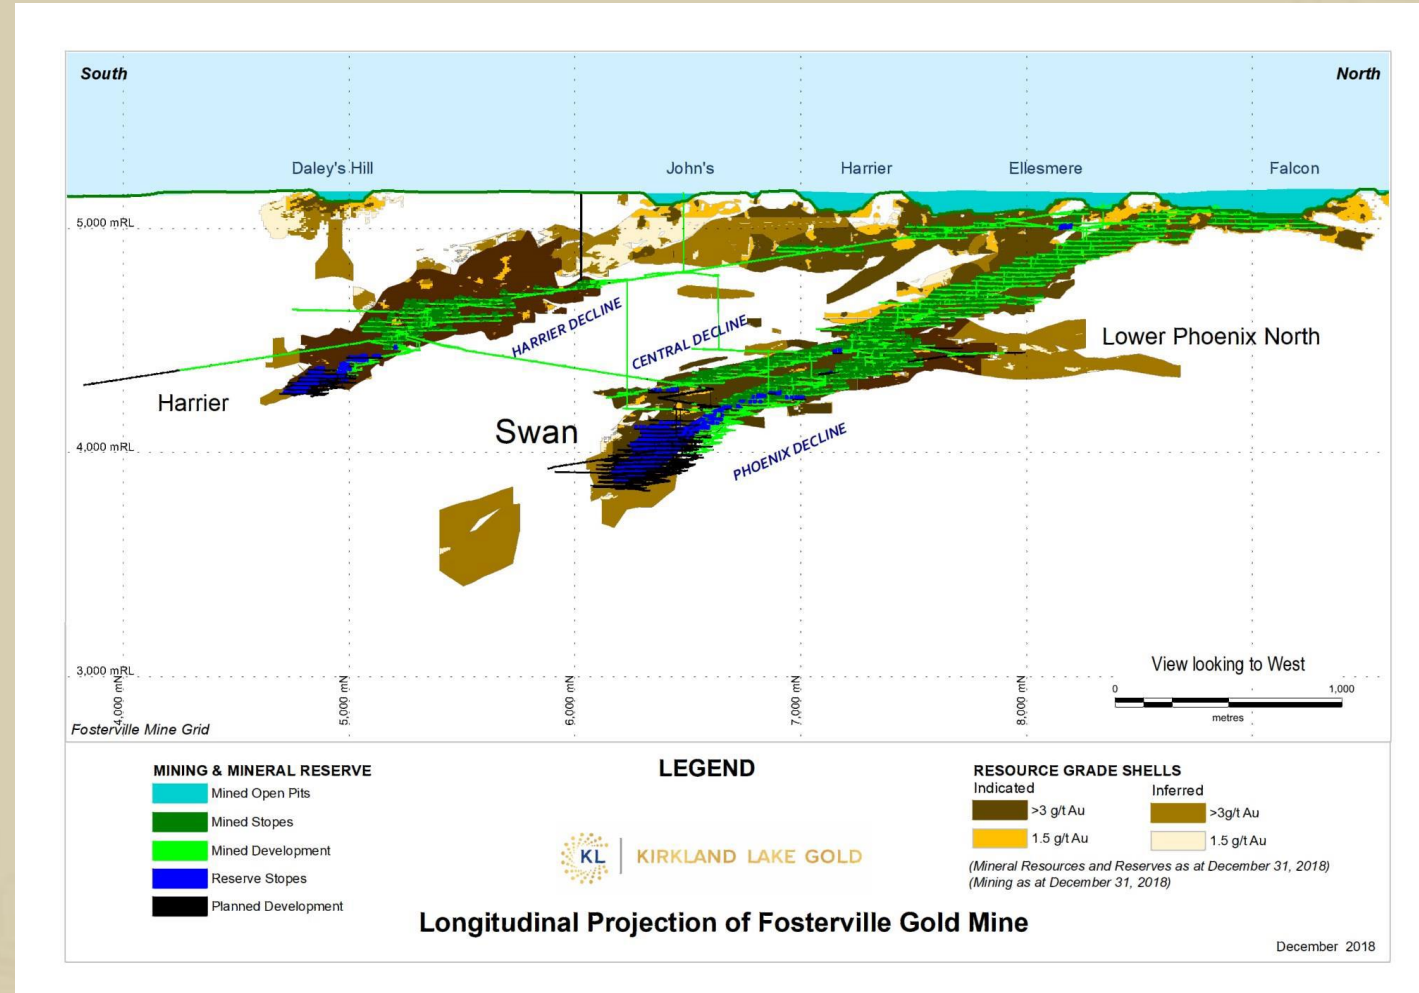 South
North
Daley's Hill
John's
Harrier
Ellesmere
Falcon
5,000 mRL
HARRIER DECLINE
CENTRAL DECLINE
Lower Phoenix North
Harrier
Swan
4,000 mRL
PHOENIX DECLINE
View looking to West
3,000 mRL
0
1,000
metres
4,000 mN
5,000 mN
6,000 mN
7,000 mN
8,000 mN
Fosterville Mine Grid
LEGEND
MINING & MINERAL RESERVE
Mined Open Pits
Mined Stopes
Mined Development
Reserve Stopes
Planned Development
KL | KIRKLAND LAKE GOLD
RESOURCE GRADE SHELLS
Indicated
Inferred
>3 g/t Au
>3g/t Au
1.5 g/t Au
1.5 g/t Au
(Mineral Resources and Reserves as at December 31, 2018)
(Mining as at December 31, 2018)
Longitudinal Projection of Fosterville Gold Mine
December 2018